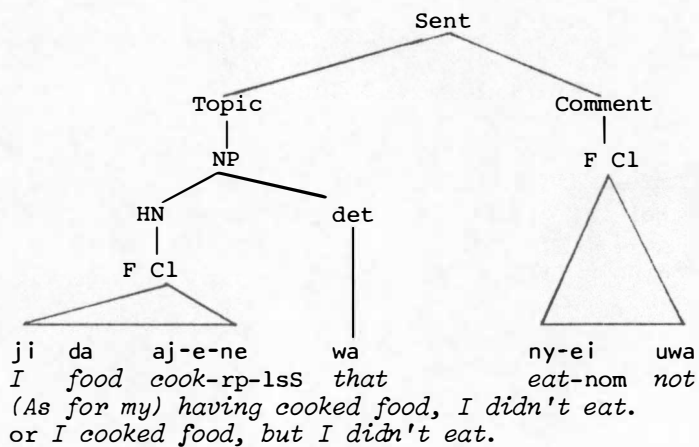 Sent
Topic Comment
NP F Cl
HN det
F Cl
ji da aj-e-ne wa ny-ei uwa
I food cook-rp-lsS that eat-nom not
(As for my) having cooked food, I didn't eat.
or I cooked food, but I didn't eat.